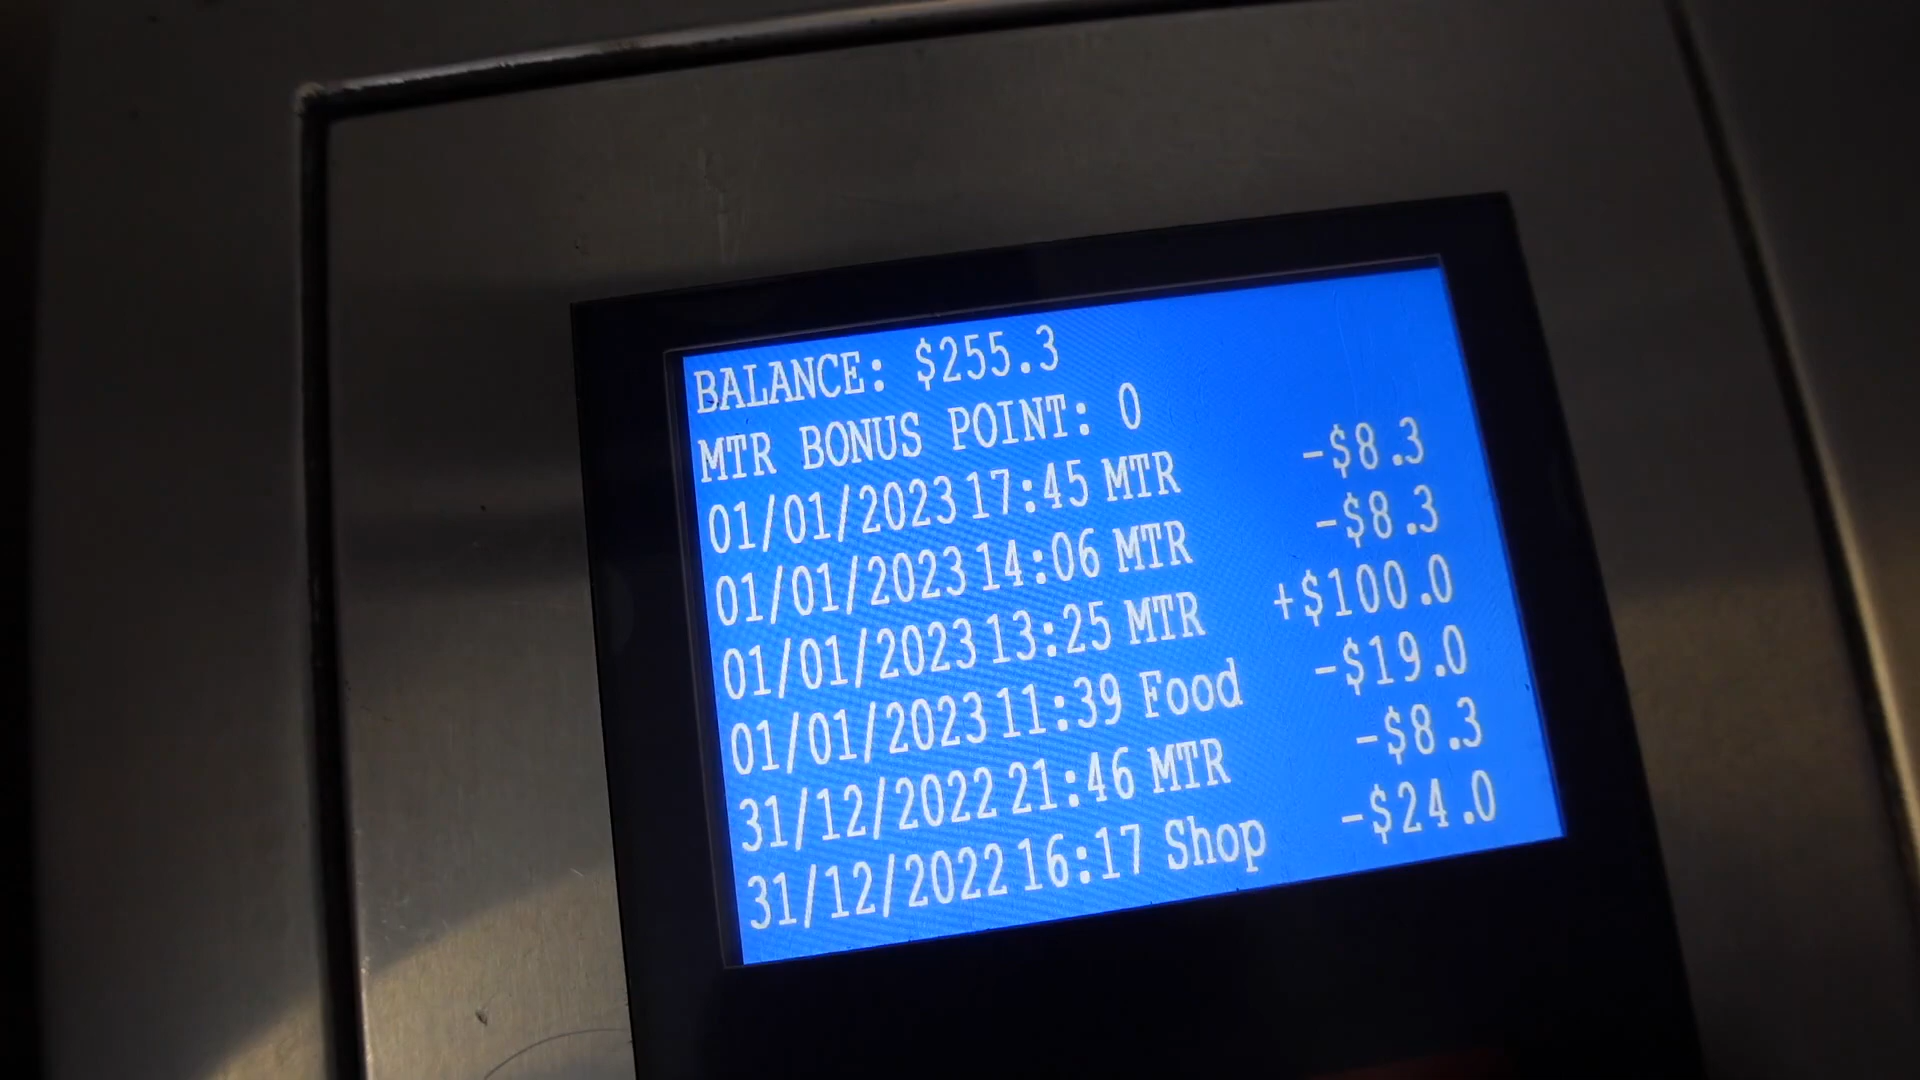 BALANCE: $255.3
MTR BONUS POINT: 0
01/01/2023 17:45 MTR -$8.3
01/01/2023 14:06 MTR -$8.3
01/01/2023 13:25 MTR +$100.0
01/01/2023 11:39 Food -$19.0
31/12/2022 21:46 MTR -$8.3
31/12/2022 16:17 Shop -$24.0